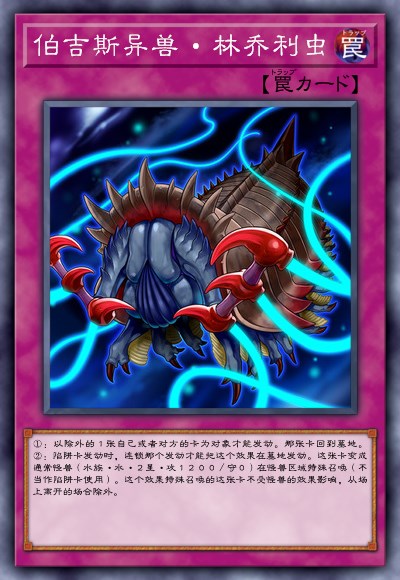 伯吉斯异兽・林乔利虫 罠
トラップ
【罠カード】
トラップ
①：以除外的1张自己或者对方的卡为对象才能发动。那张卡回到墓地。
②：陷阱卡发动时，连锁那个发动才能把这个效果在墓地发动。这张卡变成
通常怪兽（水族・水・2星・攻1200／守0）在怪兽区域特殊召唤（不
当作陷阱卡使用）。这个效果特殊召唤的这张卡不受怪兽的效果影响，从场
上离开的场合除外。